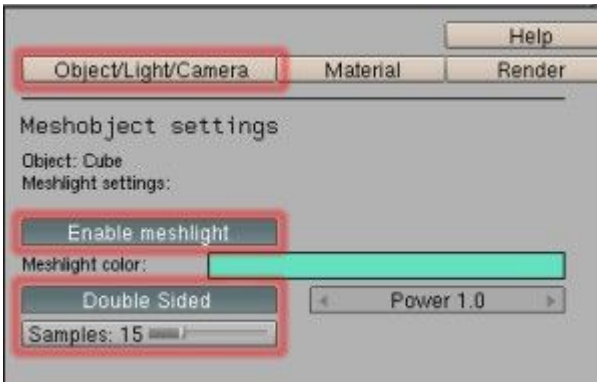 Help
Object/Light/Camera Material Render
Meshobject settings
Object: Cube
Meshlight settings:
Enable meshlight
Meshlight color:
Double Sided Power 1.0
Samples: 15